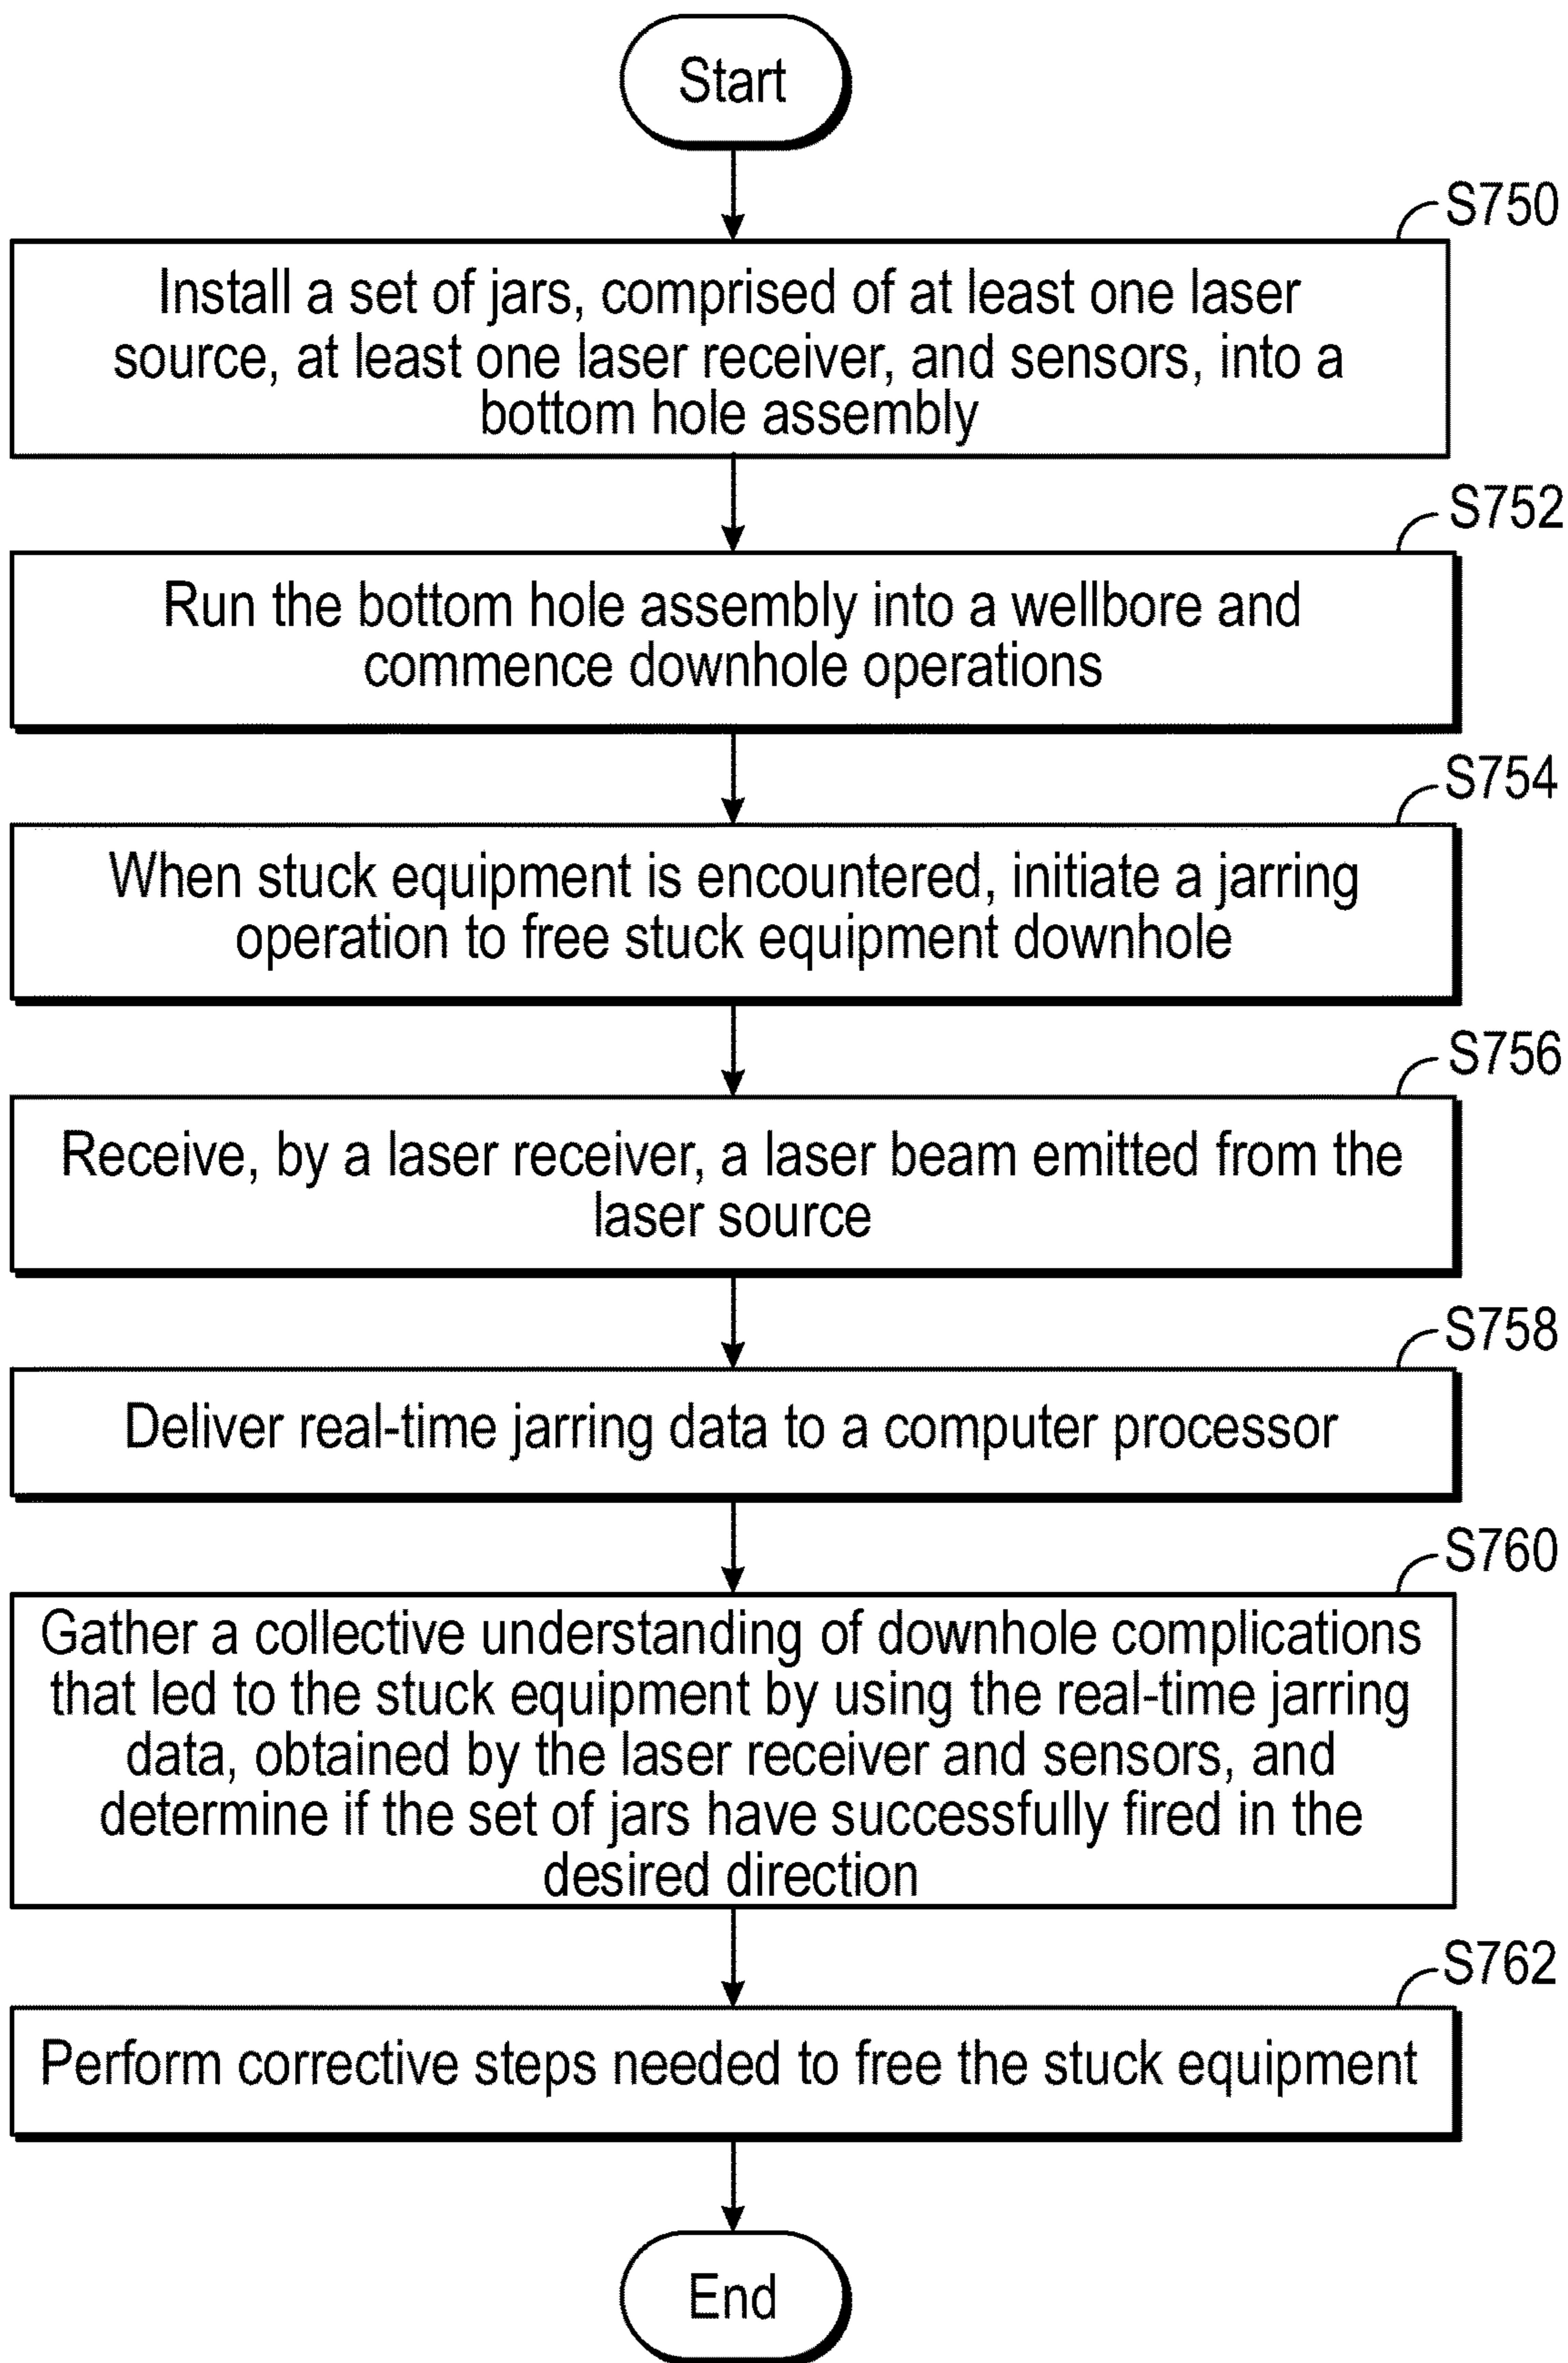 Start
S750
Install a set of jars, comprised of at least one laser
source, at least one laser receiver, and sensors, into a
bottom hole assembly
S752
Run the bottom hole assembly into a wellbore and
commence downhole operations
S754
When stuck equipment is encountered, initiate a jarring
operation to free stuck equipment downhole
S756
Receive, by a laser receiver, a laser beam emitted from the
laser source
S758
Deliver real-time jarring data to a computer processor
S760
Gather a collective understanding of downhole complications
that led to the stuck equipment by using the real-time jarring
data, obtained by the laser receiver and sensors, and
determine if the set of jars have successfully fired in the
desired direction
S762
Perform corrective steps needed to free the stuck equipment
End